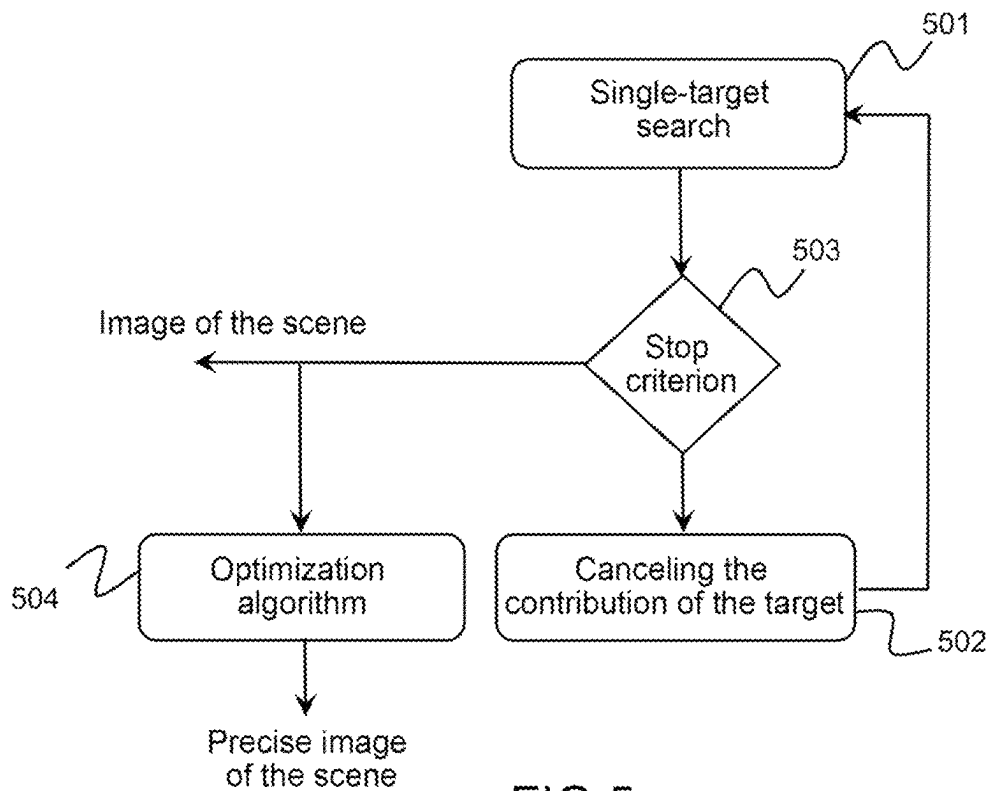 501
Single-target
search
503
Image of the scene
Stop
criterion
Optimization
algorithm
Canceling the
contribution of the target
504
502
Precise image
of the scene